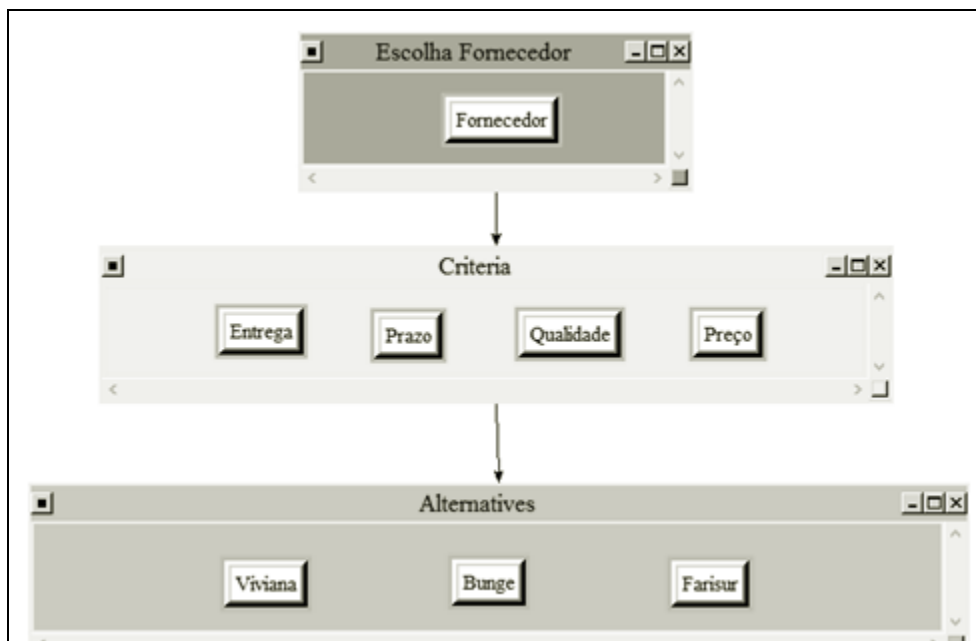 Escolha Fornecedor
Fornecedor
Criteria
Entrega
Prazo
Qualidade
Preço
Alternatives
Viviana
Bunge
Farisur